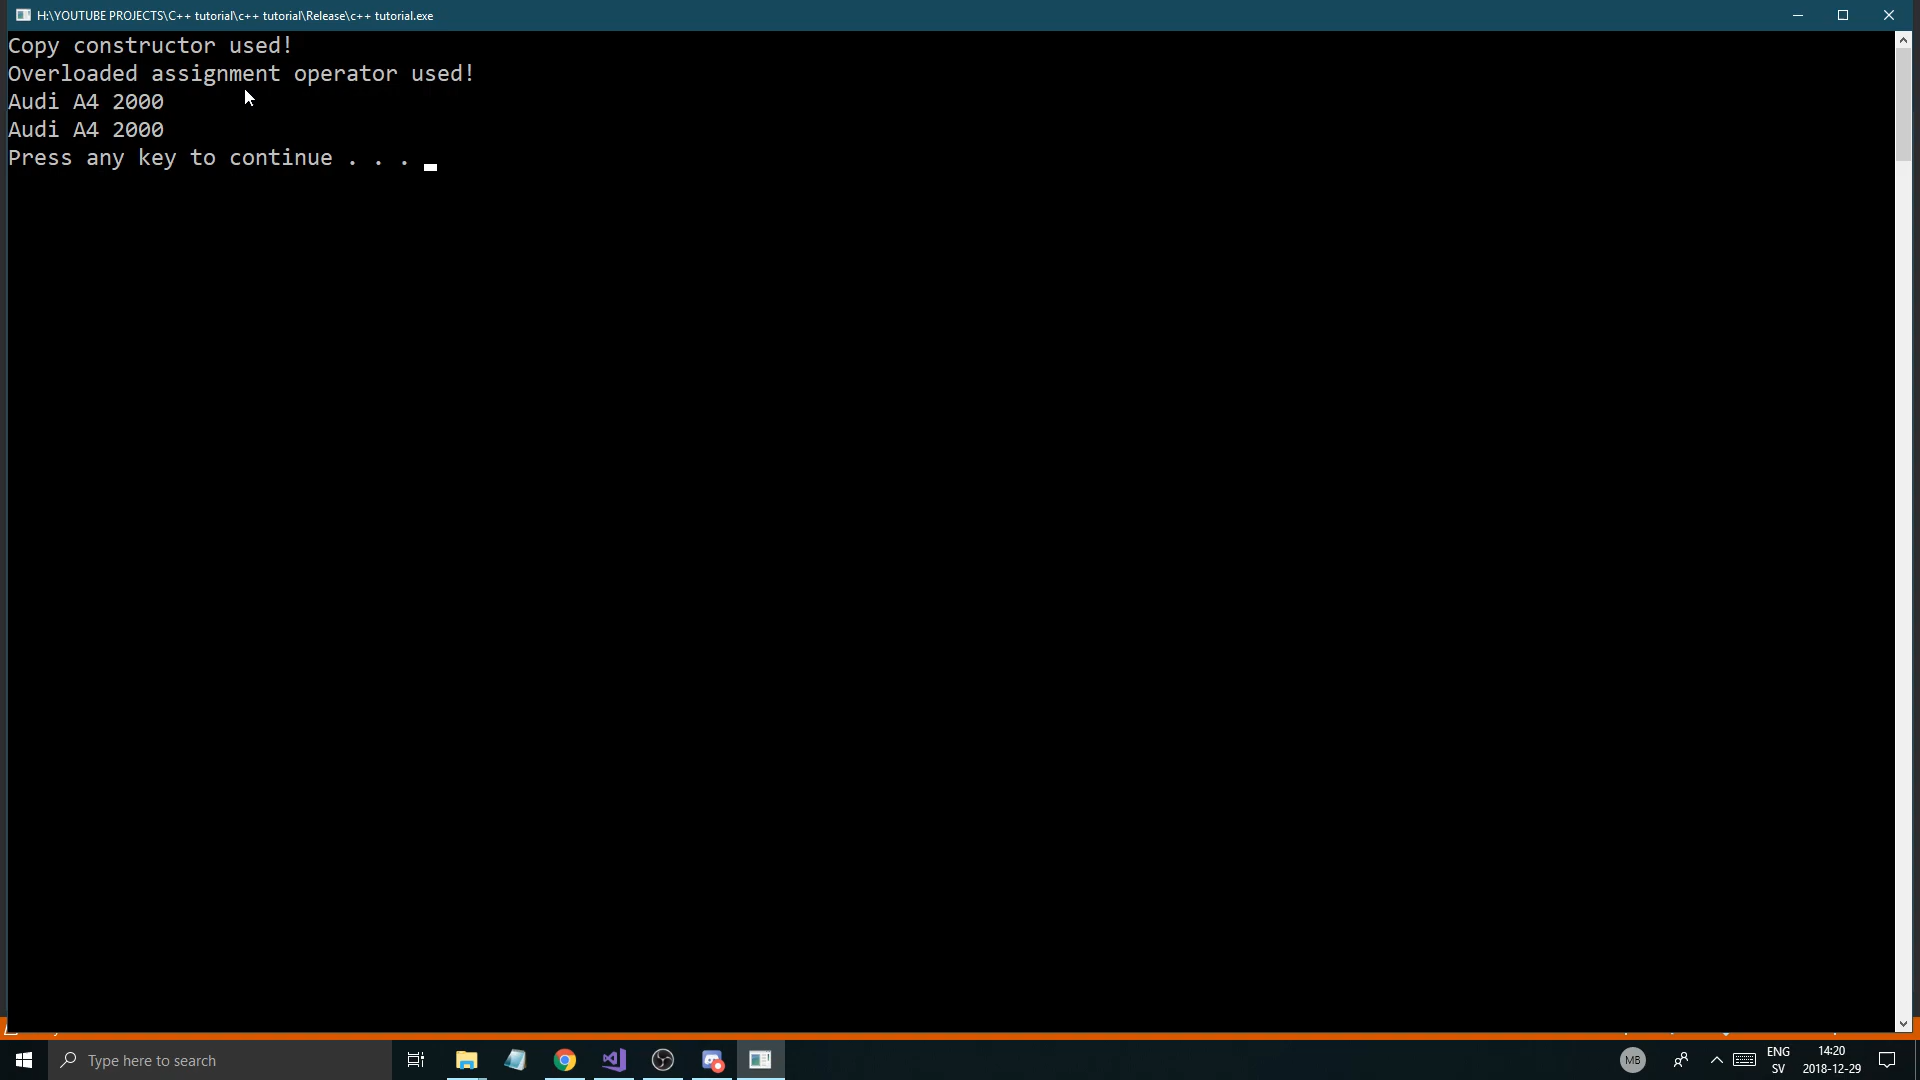 H:\YOUTUBE PROJECTS\C++ tutorial\c++ tutorial\Release\c++ tutorial.exe
Copy constructor used!
Overloaded assignment operator used!
Audi A4 2000
Audi A4 2000
Press any key to continue . . .
Type here to search
MB
ENG
SV
14:20
2018-12-29